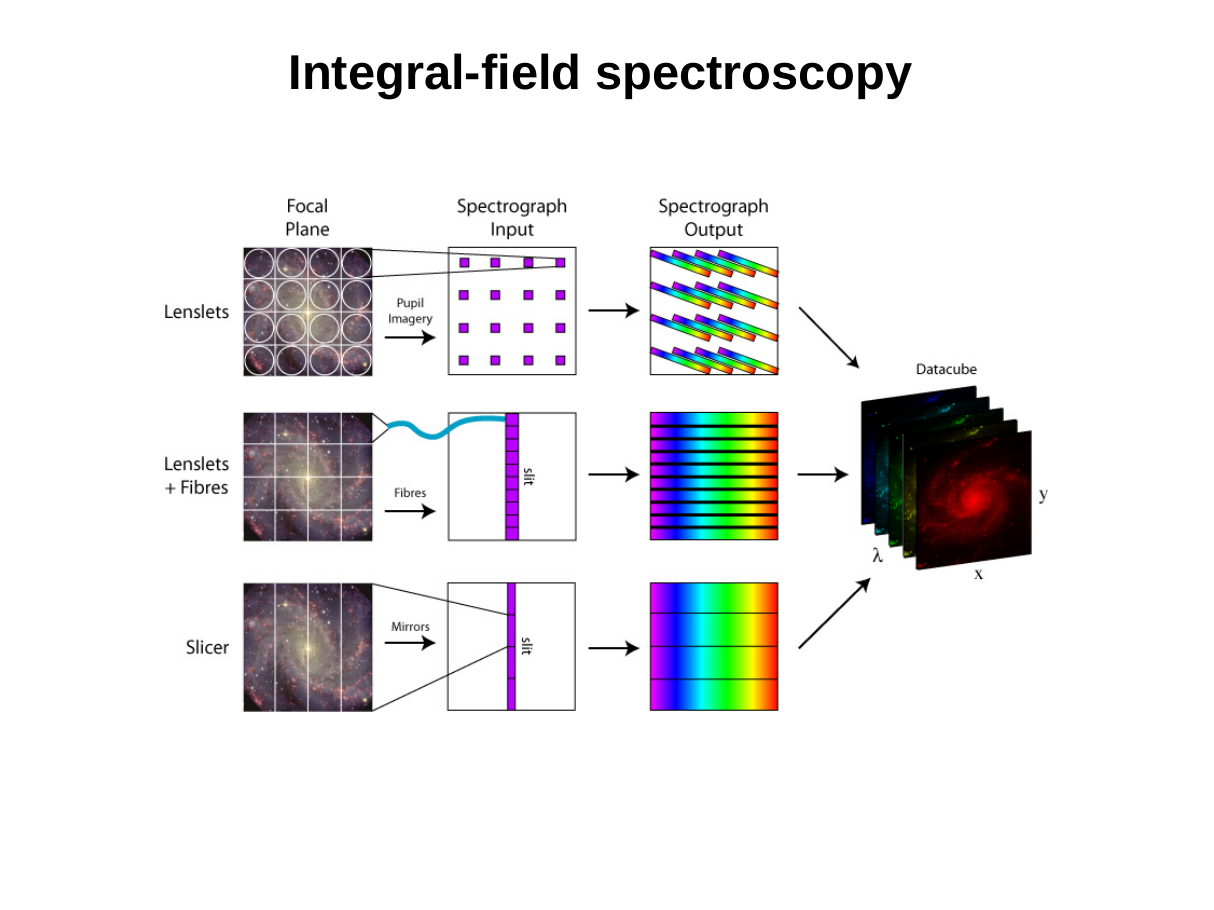 Integral-field spectroscopy
Focal
Plane
Spectrograph
Input
Spectrograph
Output
Lenslets
Pupil
Imagery
Datacube
Lenslets
+ Fibres
Fibres
slit
y
λ
x
Slicer
Mirrors
slit